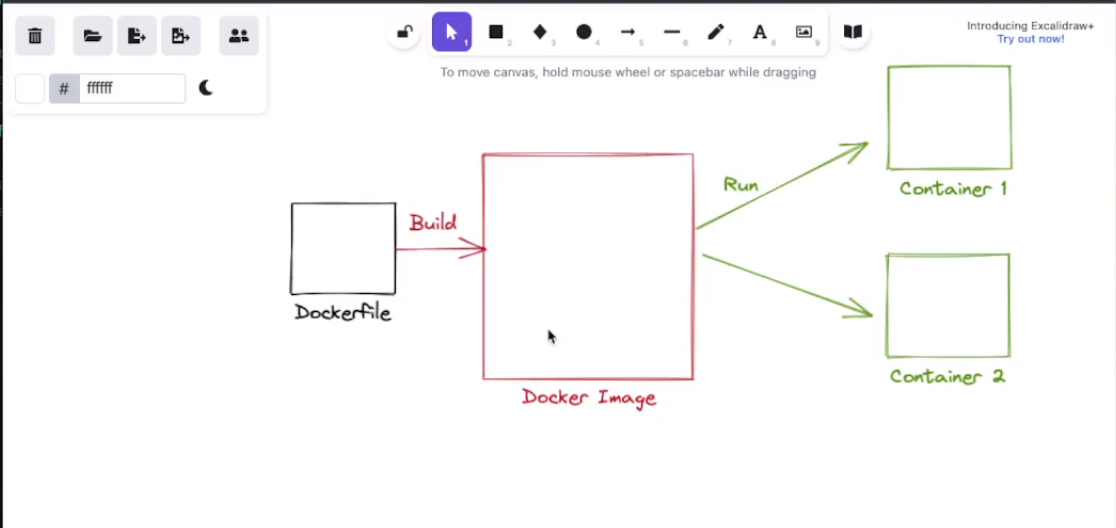 1
2
3
4
5
6
7
A
8
9
Introducing Excalidraw+
Try out now!
To move canvas, hold mouse wheel or spacebar while dragging
#
ffffff
Run
Container 1
Build
Dockerfile
Container 2
Docker Image